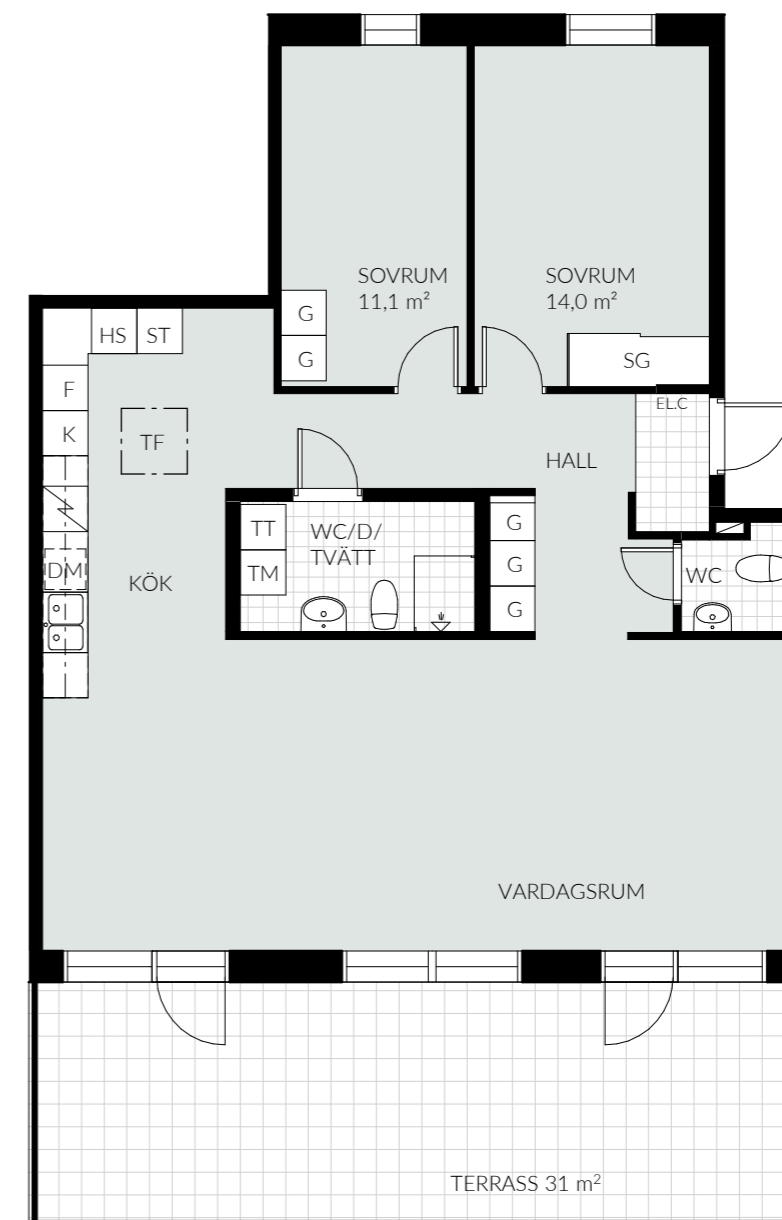 SOVRUM
11,1 m²
SOVRUM
14,0 m²
G
G
SG
HS
ST
F
K
TF
EL.C
HALL
TT
TM
WC/D/
TVÄTT
G
G
G
WC
DM
KÖK
VARDAGSRUM
TERRASS 31 m²